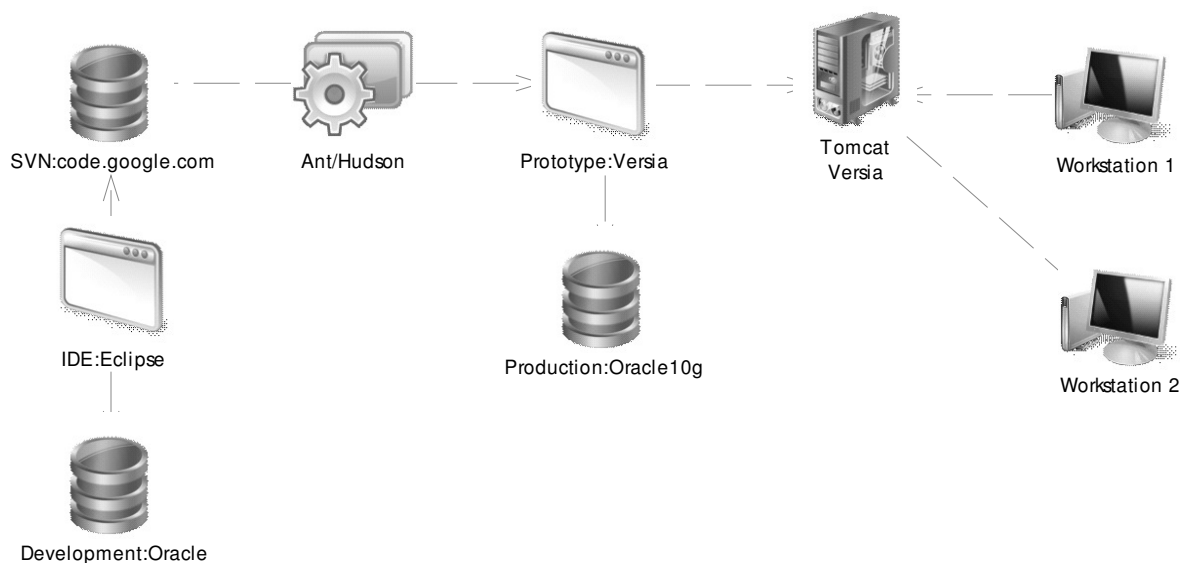 SVN:code.google.com
Ant/Hudson
Prototype:Versia
Tomcat
Versia
Workstation 1
IDE:Eclipse
Production:Oracle10g
Workstation 2
Development:Oracle